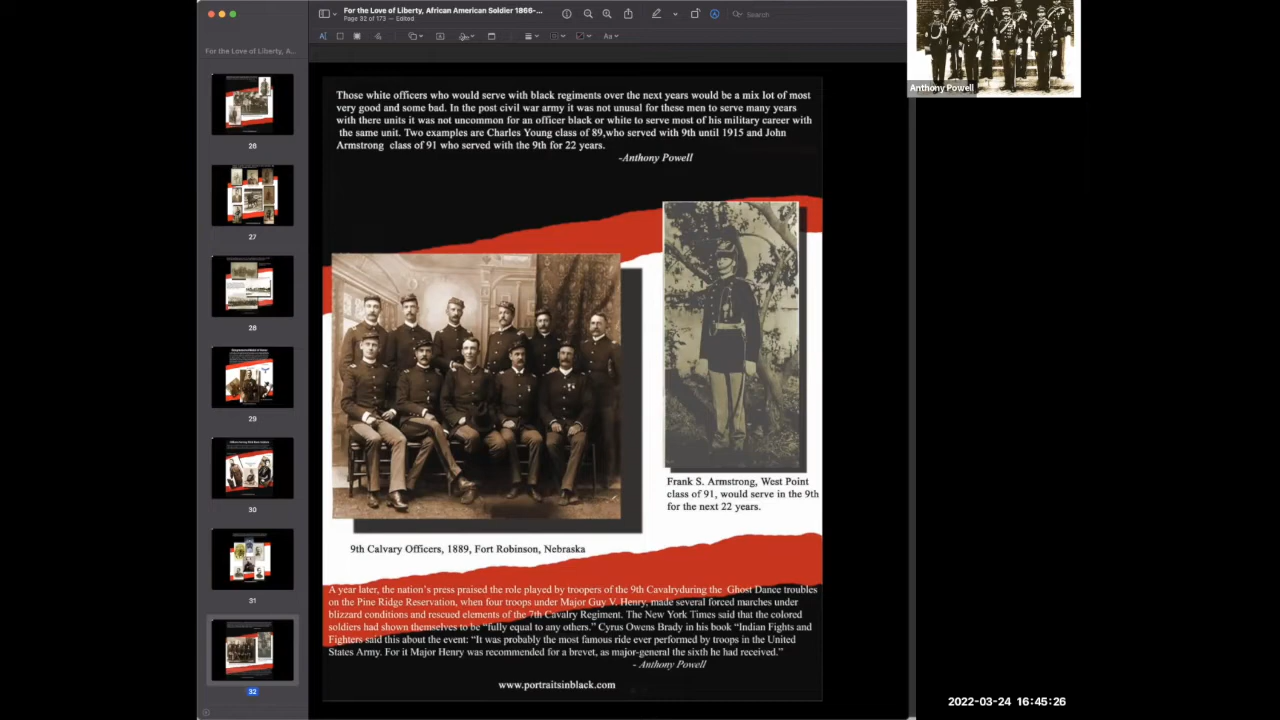 For the Love of Liberty, African American Soldier 1866-...
Page 32 of 173 — Edited
Search
For the Love of Liberty, A...
Anthony Powell
Those white officers who would serve with black regiments over the next years would be a mix lot of most
very good and some bad. In the post civil war army it was not unusual for these men to serve many years
with there units it was not uncommon for an officer black or white to serve most of his military career with
the same unit. Two examples are Charles Young class of 89,who served with 9th until 1915 and John
Armstrong class of 91 who served with the 9th for 22 years.
-Anthony Powell
26
27
28
29
30
31
32
Frank S. Armstrong, West Point
class of 91, would serve in the 9th
for the next 22 years.
9th Calvary Officers, 1889, Fort Robinson, Nebraska
A year later, the nation's press praised the role played by troopers of the 9th Cavalryduring the Ghost Dance troubles
on the Pine Ridge Reservation, when four troops under Major Guy V. Henry, made several forced marches under
blizzard conditions and rescued elements of the 7th Cavalry Regiment. The New York Times said that the colored
soldiers had shown themselves to be “fully equal to any others.” Cyrus Owens Brady in his book “Indian Fights and
Fighters said this about the event: “It was probably the most famous ride ever performed by troops in the United
States Army. For it Major Henry was recommended for a brevet, as major-general the sixth he had received.”
- Anthony Powell
www.portraitsinblack.com
2022-03-24 16:45:26